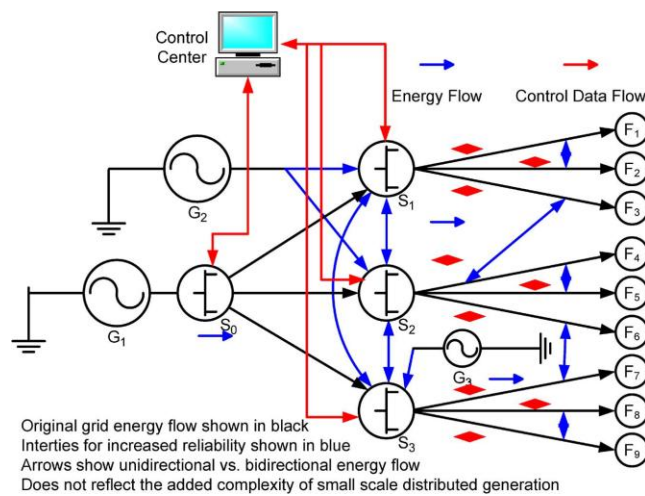 Control
Center
Energy Flow
Control Data Flow
F1
F2
F3
F4
F5
F6
F7
F8
F9
G2
S1
G1
S0
S2
G3
S3
Original grid energy flow shown in black
Interties for increased reliability shown in blue
Arrows show unidirectional vs. bidirectional energy flow
Does not reflect the added complexity of small scale distributed generation